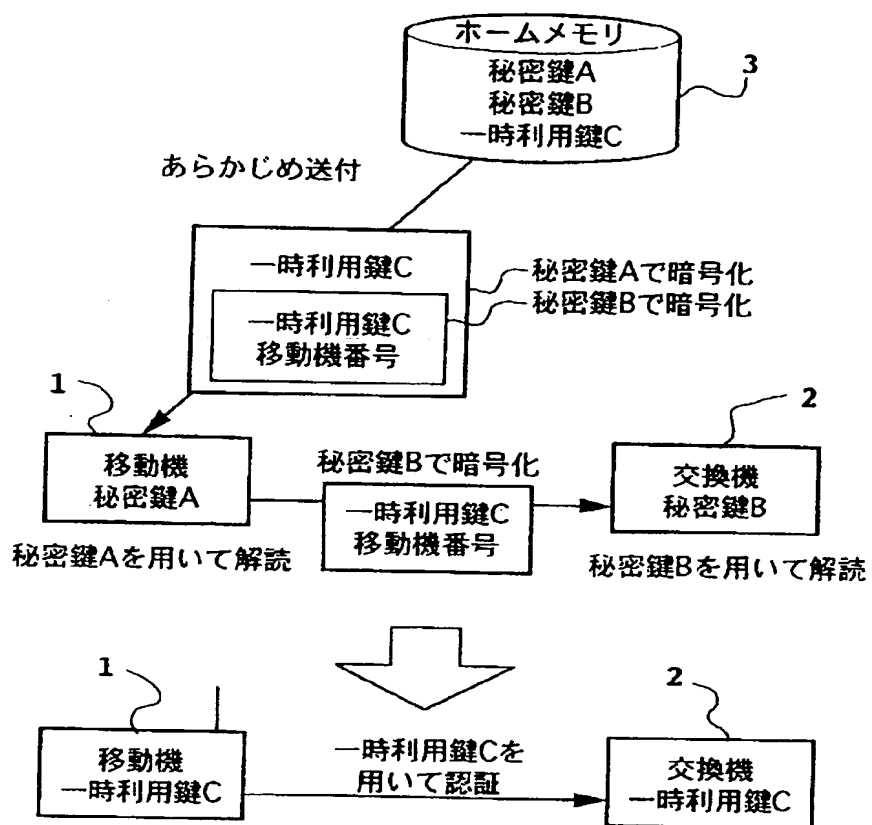 ホームメモリ
秘密鍵A
秘密鍵B
一時利用鍵C
3
あらかじめ送付
一時利用鍵C
秘密鍵Aで暗号化
秘密鍵Bで暗号化
一時利用鍵C
移動機番号
1
移動機
秘密鍵A
秘密鍵Bで暗号化
一時利用鍵C
移動機番号
2
交換機
秘密鍵B
秘密鍵Aを用いて解読
秘密鍵Bを用いて解読
1
移動機
一時利用鍵C
一時利用鍵Cを
用いて認証
2
交換機
一時利用鍵C